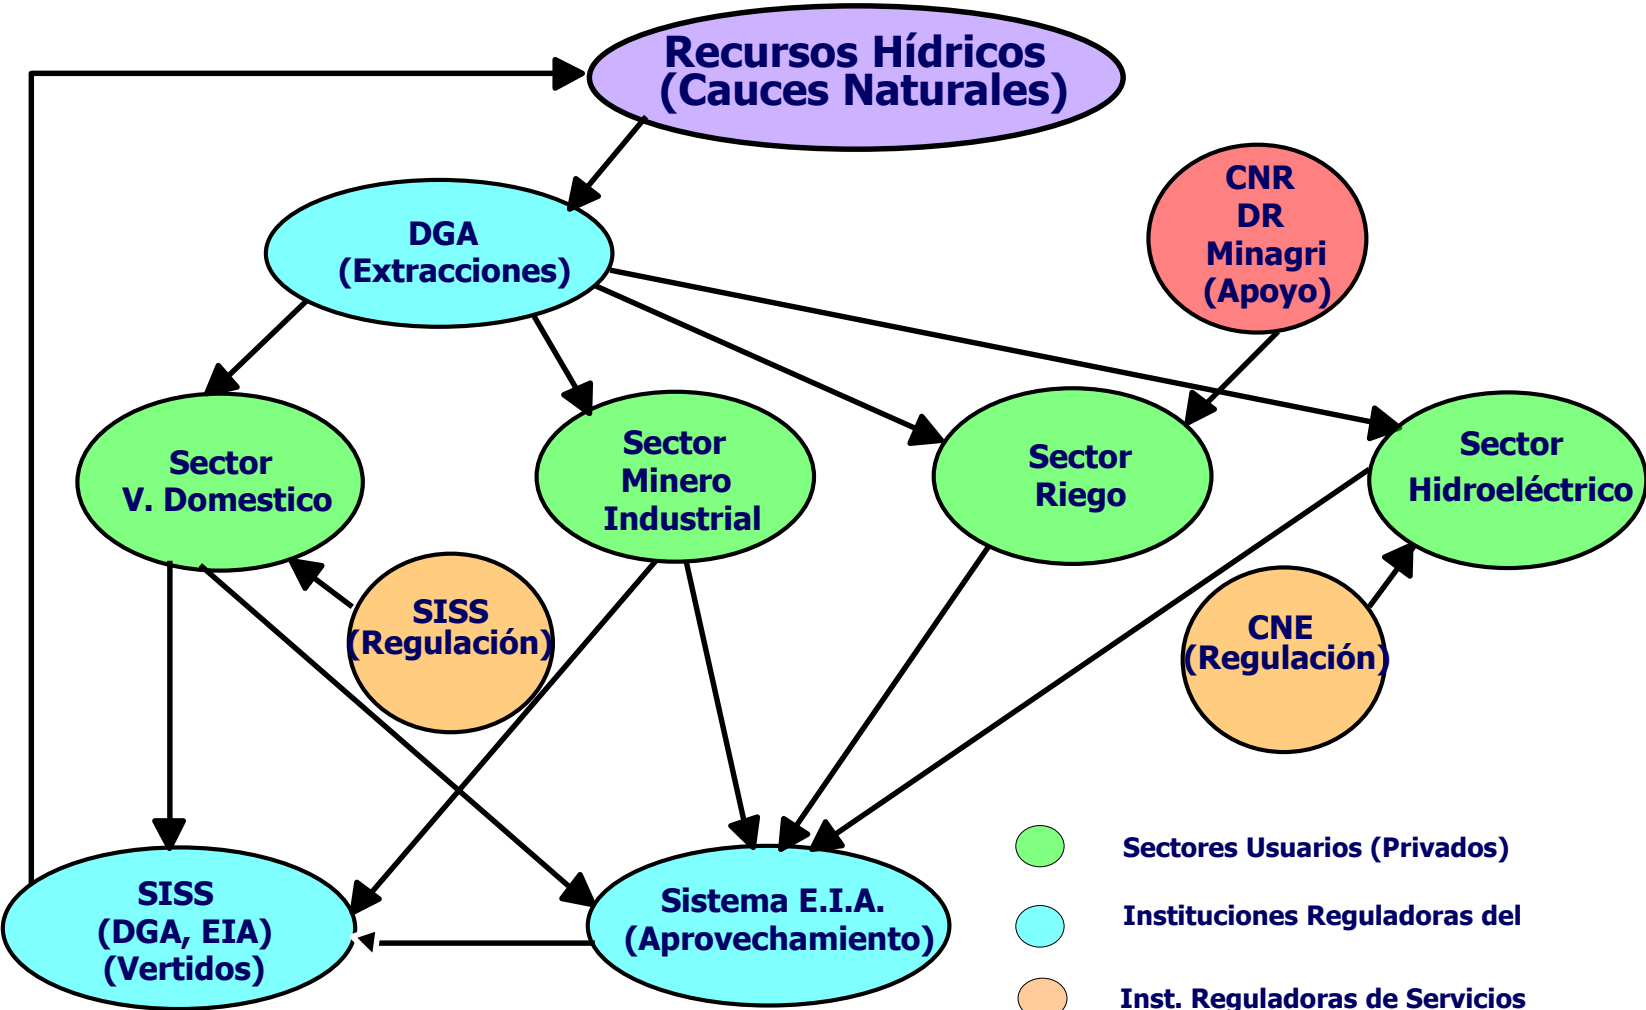 Recursos Hídricos
(Cauces Naturales)
CNR
DR
Minagri
(Apoyo)
DGA
(Extracciones)
Sector
V. Domestico
Sector
Minero
Industrial
Sector
Riego
Sector
Hidroeléctrico
SISS
(Regulación)
CNE
(Regulación)
SISS
(DGA, EIA)
(Vertidos)
Sistema E.I.A.
(Aprovechamiento)
Sectores Usuarios (Privados)
Instituciones Reguladoras del
Inst. Reguladoras de Servicios